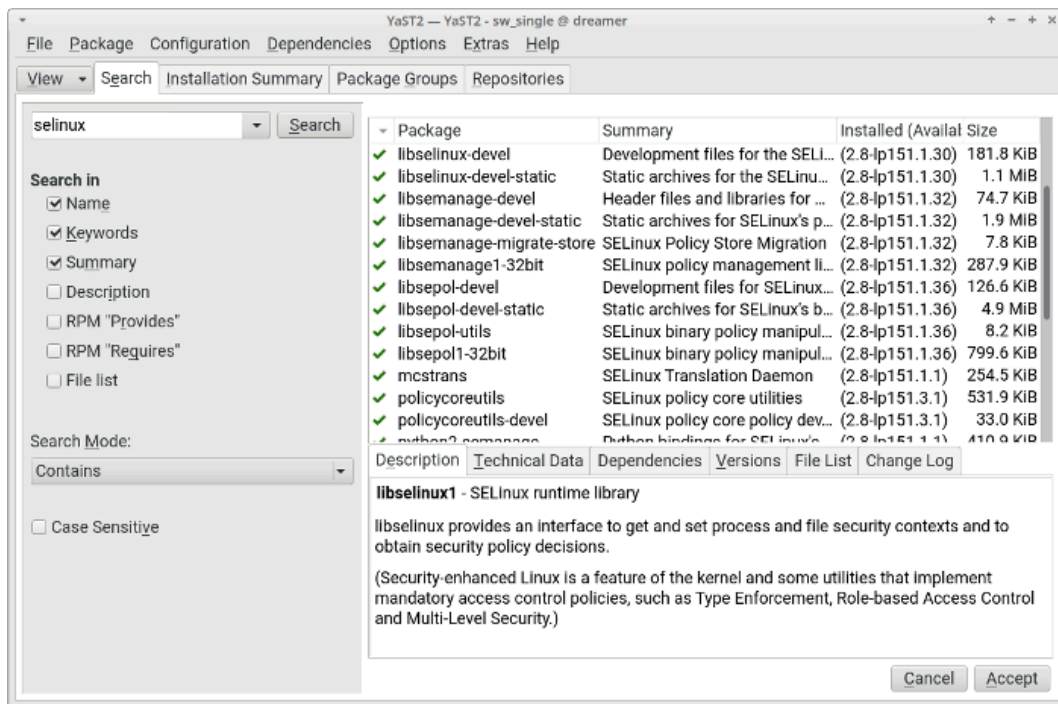 YaST2 — YaST2 - sw_single @ dreamer
File Package Configuration Dependencies Options Extras Help
View Search Installation Summary Package Groups Repositories
selinux Search
Search in
Name
Keywords
Summary
Description
RPM "Provides"
RPM "Requires"
File list
Search Mode:
Contains
Case Sensitive
Package Summary Installed (Availal Size
libselinux-devel Development files for the SELi... (2.8-lp151.1.30) 181.8 KiB
libselinux-devel-static Static archives for the SELinu... (2.8-lp151.1.30) 1.1 MiB
libsemanage-devel Header files and libraries for ... (2.8-lp151.1.32) 74.7 KiB
libsemanage-devel-static Static archives for SELinux's p... (2.8-lp151.1.32) 1.9 MiB
libsemanage-migrate-store SELinux Policy Store Migration (2.8-lp151.1.32) 7.8 KiB
libsemanage1-32bit SELinux policy management li... (2.8-lp151.1.32) 287.9 KiB
libsepol-devel Development files for SELinux... (2.8-lp151.1.36) 126.6 KiB
libsepol-devel-static Static archives for SELinux's b... (2.8-lp151.1.36) 4.9 MiB
libsepol-utils SELinux binary policy manipul... (2.8-lp151.1.36) 8.2 KiB
libsepol1-32bit SELinux binary policy manipul... (2.8-lp151.1.36) 799.6 KiB
mcstrans SELinux Translation Daemon (2.8-lp151.1.1) 254.5 KiB
policycoreutils SELinux policy core utilities (2.8-lp151.3.1) 531.9 KiB
policycoreutils-devel SELinux policy core policy dev... (2.8-lp151.3.1) 33.0 KiB
python2-semanage Python bindings for SELinux's... (2.8-lp151.1.1) 410.9 KiB
Description Technical Data Dependencies Versions File List Change Log
libselinux1 - SELinux runtime library
libselinux provides an interface to get and set process and file security contexts and to
obtain security policy decisions.
(Security-enhanced Linux is a feature of the kernel and some utilities that implement
mandatory access control policies, such as Type Enforcement, Role-based Access Control
and Multi-Level Security.)
Cancel Accept